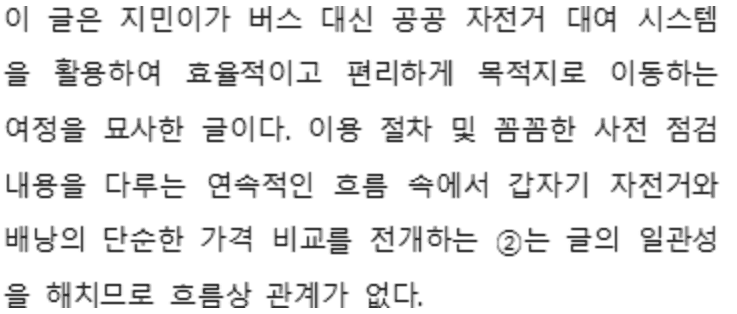 이 글은 지민이가 버스 대신 공공 자전거 대여 시스템
을 활용하여 효율적이고 편리하게 목적지로 이동하는
여정을 묘사한 글이다. 이용 절차 및 꼼꼼한 사전 점검
내용을 다루는 연속적인 흐름 속에서 갑자기 자전거와
배낭의 단순한 가격 비교를 전개하는 ②는 글의 일관성
을 해치므로 흐름상 관계가 없다.